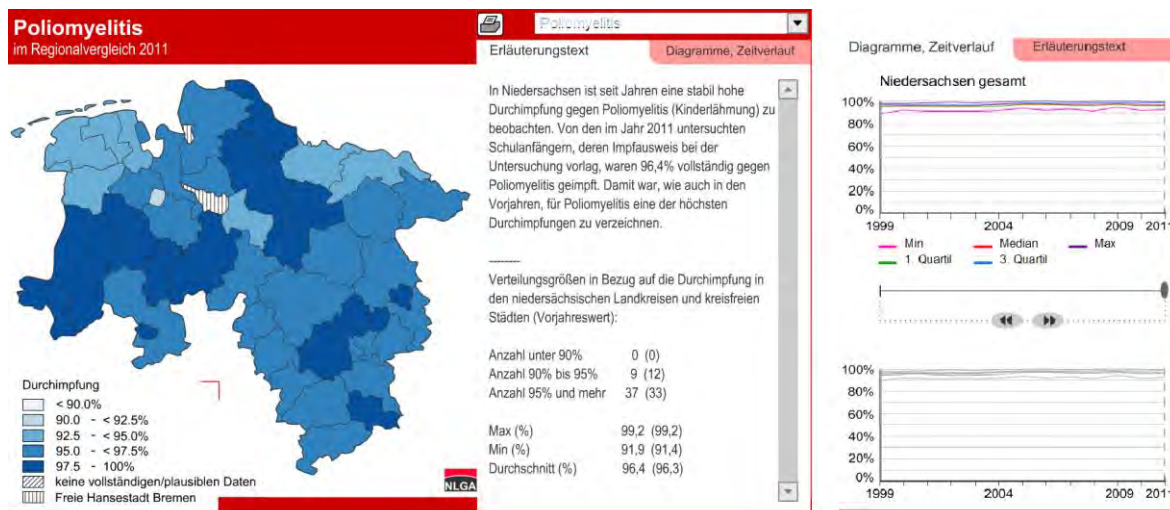 Poliomyelitis
im Regionalvergleich 2011
Durchimpfung
< 90.0%
90.0 - < 92.5%
92.5 - < 95.0%
95.0 - < 97.5%
97.5 - 100%
keine vollständigen/plausiblen Daten
Freie Hansestadt Bremen
NLGA
Poliomyelitis
Erläuterungstext
Diagramme, Zeitverlauf
In Niedersachsen ist seit Jahren eine stabil hohe
Durchimpfung gegen Poliomyelitis (Kinderlähmung) zu
beobachten. Von den im Jahr 2011 untersuchten
Schulanfängern, deren Impfausweis bei der
Untersuchung vorlag, waren 96,4% vollständig gegen
Poliomyelitis geimpft. Damit war, wie auch in den
Vorjahren, für Poliomyelitis eine der höchsten
Durchimpfungen zu verzeichnen.
--------
Verteilungsgrößen in Bezug auf die Durchimpfung in
den niedersächsischen Landkreisen und kreisfreien
Städten (Vorjahreswert):
Anzahl unter 90% 0 (0)
Anzahl 90% bis 95% 9 (12)
Anzahl 95% und mehr 37 (33)
Max (%) 99,2 (99,2)
Min (%) 91,9 (91,4)
Durchschnitt (%) 96,4 (96,3)
Diagramme, Zeitverlauf
Erläuterungstext
Niedersachsen gesamt
100%
80%
60%
40%
20%
0%
1999 2004 2009 2011
Min Median Max
1. Quartil 3. Quartil
100%
80%
60%
40%
20%
0%
1999 2004 2009 2011